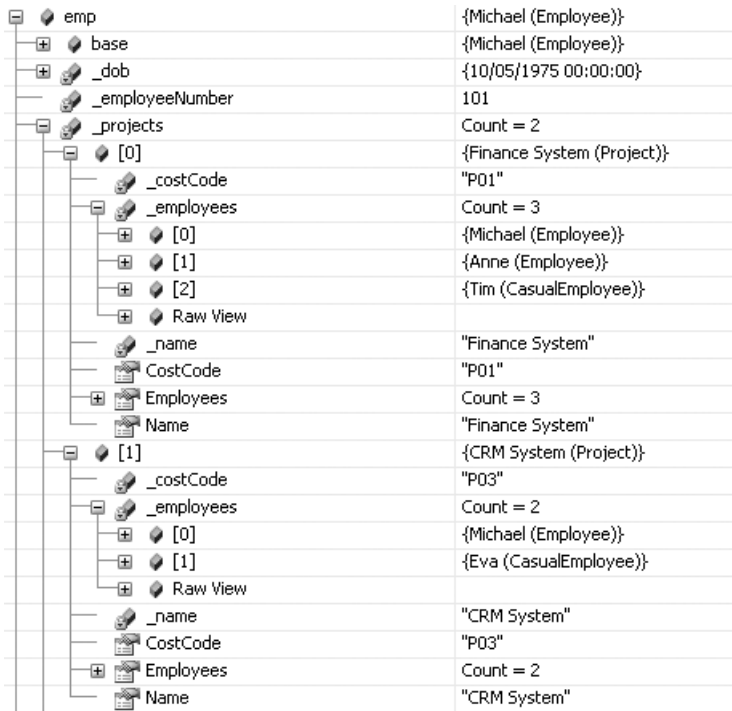 emp {Michael (Employee)}
base {Michael (Employee)}
_dob {10/05/1975 00:00:00}
_employeeNumber 101
_projects Count = 2
[0] {Finance System (Project)}
_costCode "P01"
_employees Count = 3
[0] {Michael (Employee)}
[1] {Anne (Employee)}
[2] {Tim (CasualEmployee)}
Raw View
_name "Finance System"
CostCode "P01"
Employees Count = 3
Name "Finance System"
[1] {CRM System (Project)}
_costCode "P03"
_employees Count = 2
[0] {Michael (Employee)}
[1] {Eva (CasualEmployee)}
Raw View
_name "CRM System"
CostCode "P03"
Employees Count = 2
Name "CRM System"